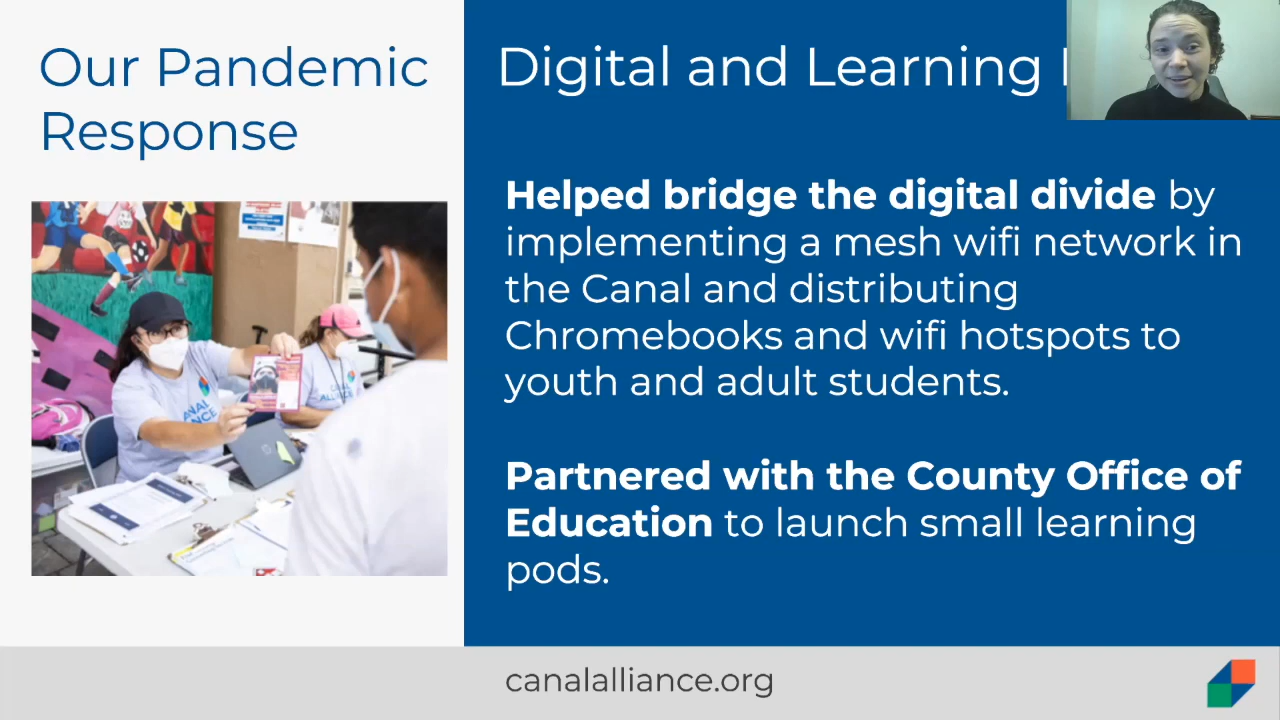 Our Pandemic
Response
Digital and Learning
Helped bridge the digital divide by
implementing a mesh wifi network in
the Canal and distributing
Chromebooks and wifi hotspots to
youth and adult students.
Partnered with the County Office of
Education to launch small learning
pods.
CANAL
ALLIANCE
canalalliance.org